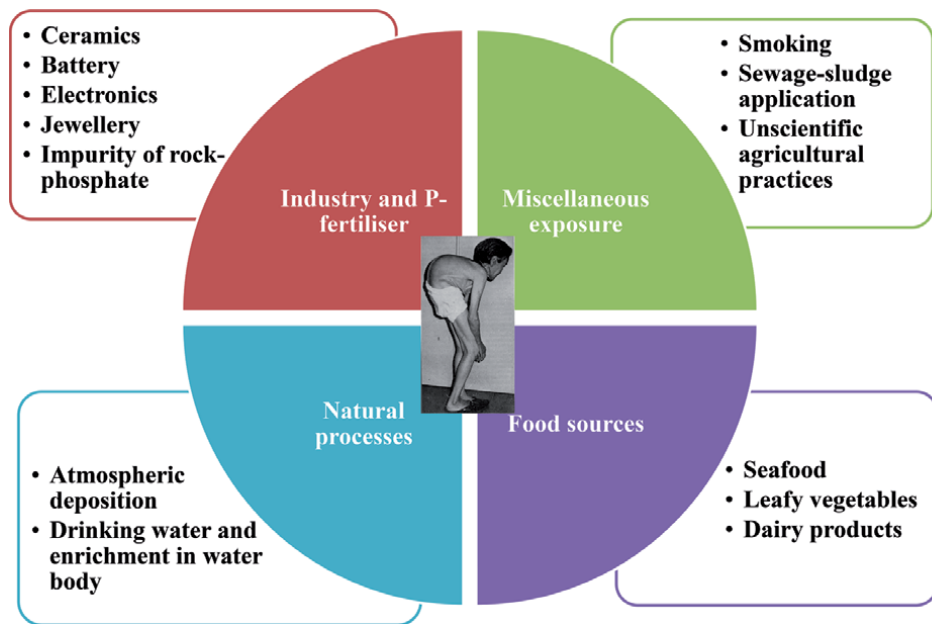 • Ceramics
• Battery
• Electronics
• Jewellery
• Impurity of rock-
phosphate
Industry and P-
fertiliser
• Smoking
• Sewage-sludge
application
• Unscientific
agricultural
practices
Miscellaneous
exposure
• Atmospheric
deposition
• Drinking water and
enrichment in water
body
Natural
processes
Food sources
• Seafood
• Leafy vegetables
• Dairy products